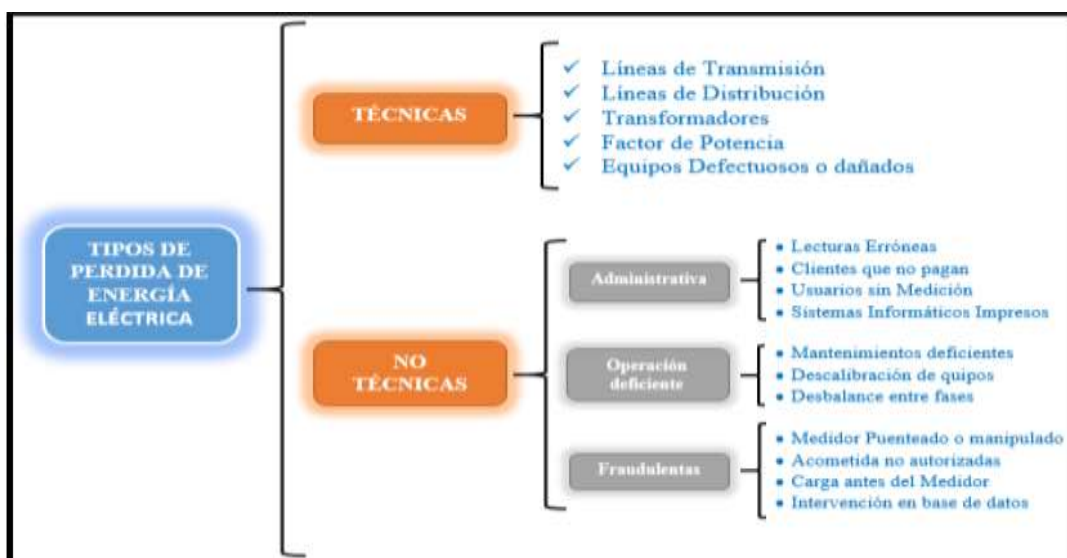 TIPOS DE
PERDIDA DE
ENERGÍA
ELÉCTRICA
TÉCNICAS
Líneas de Transmisión
Líneas de Distribución
Transformadores
Factor de Potencia
Equipos Defectuosos o dañados
NO
TÉCNICAS
Administrativa
Lecturas Erróneas
Clientes que no pagan
Usuarios sin Medición
Sistemas Informáticos Impresos
Operación
deficiente
Mantenimientos deficientes
Descalibración de quipos
Desbalance entre fases
Fraudulentas
Medidor Puenteado o manipulado
Acometida no autorizadas
Carga antes del Medidor
Intervención en base de datos